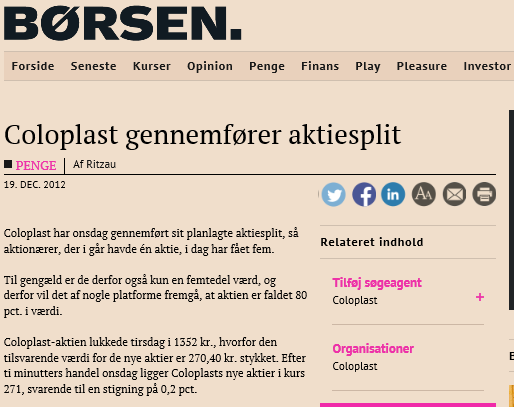 BØRSEN.
Forside Seneste Kurser Opinion Penge Finans Play Pleasure Investor
Coloplast gennemfører aktiesplit
PENGE Af Ritzau
19. DEC. 2012
AA
Coloplast har onsdag gennemført sit planlagte aktiesplit, så
aktionærer, der i går havde én aktie, i dag har fået fem.
Til gengæld er de derfor også kun en femtedel værd, og
derfor vil det af nogle platforme fremgå, at aktien er faldet 80
pct. i værdi.
Coloplast-aktien lukkede tirsdag i 1352 kr., hvorfor den
tilsvarende værdi for de nye aktier er 270,40 kr. stykket. Efter
ti minutters handel onsdag ligger Coloplasts nye aktier i kurs
271, svarende til en stigning på 0,2 pct.
Relateret indhold
Tilføj søgeagent
Coloplast +
Organisationer
Coloplast